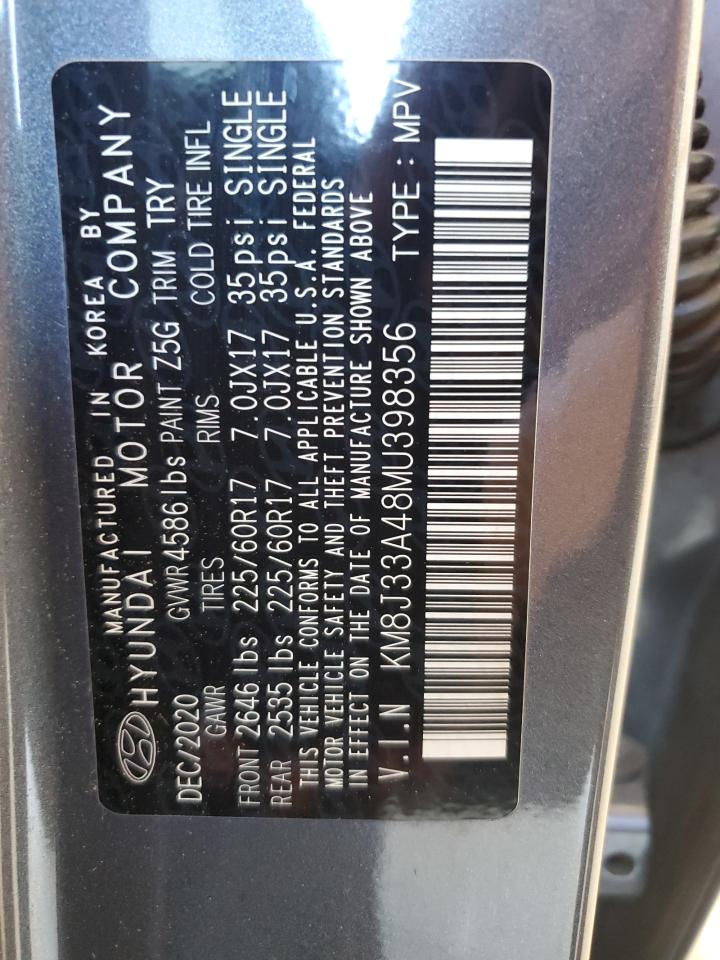 MANUFACTURED IN KOREA BY
HYUNDAI MOTOR COMPANY
DEC/2020 GVWR 4586 lbs PAINT Z5G TRIM TRY
GAWR TIRES RIMS COLD TIRE INFL
FRONT 2646 lbs 225/60R17 7.0JX17 35psi SINGLE
REAR 2535 lbs 225/60R17 7.0JX17 35psi SINGLE
THIS VEHICLE CONFORMS TO ALL APPLICABLE U.S.A. FEDERAL
MOTOR VEHICLE SAFETY AND THEFT PREVENTION STANDARDS
IN EFFECT ON THE DATE OF MANUFACTURE SHOWN ABOVE
V.I.N KM8J33A48MU398356 TYPE : MPV